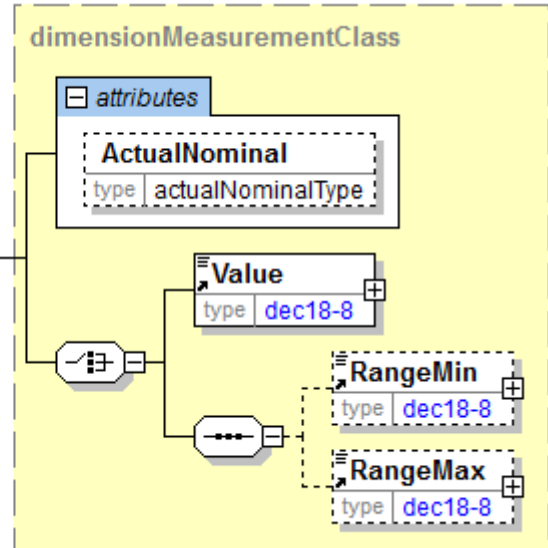 dimensionMeasurementClass
attributes
ActualNominal
type actualNominalType
Value
type dec18-8
RangeMin
type dec18-8
RangeMax
type dec18-8